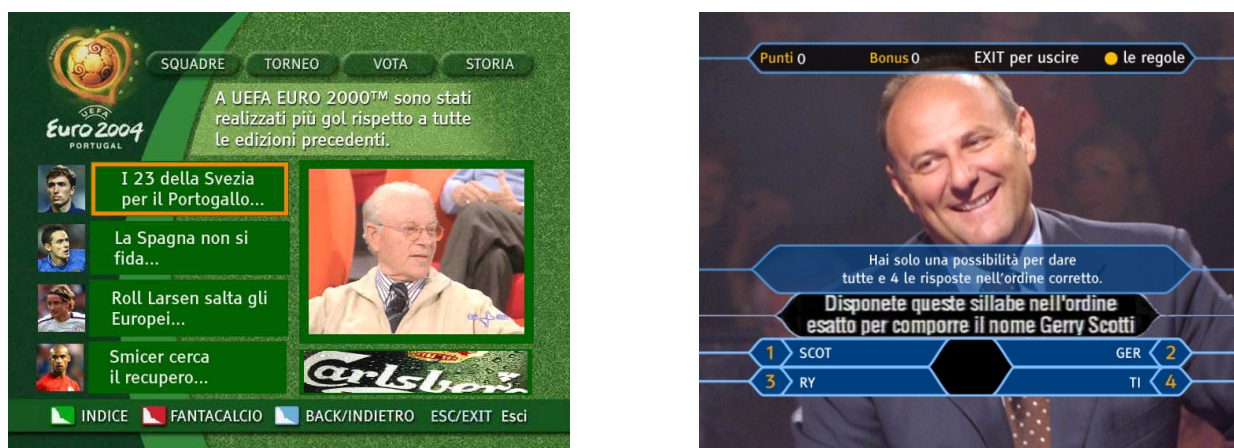 SQUADRE TORNEO VOTA STORIA
A UEFA EURO 2000™ sono stati
realizzati più gol rispetto a tutte
le edizioni precedenti.
UEFA
Euro 2004
PORTUGAL
I 23 della Svezia
per il Portogallo...
La Spagna non si
fida...
Roll Larsen salta gli
Europei...
Smicer cerca
il recupero...
Carlsberg
INDICE FANTACALCIO BACK/INDIETRO ESC/EXIT Esci
Punti 0 Bonus 0 EXIT per uscire le regole
Hai solo una possibilità per dare
tutte e 4 le risposte nell'ordine corretto.
Disponete queste sillabe nell'ordine
esatto per comporre il nome Gerry Scotti
1 SCOT GER 2
3 RY TI 4